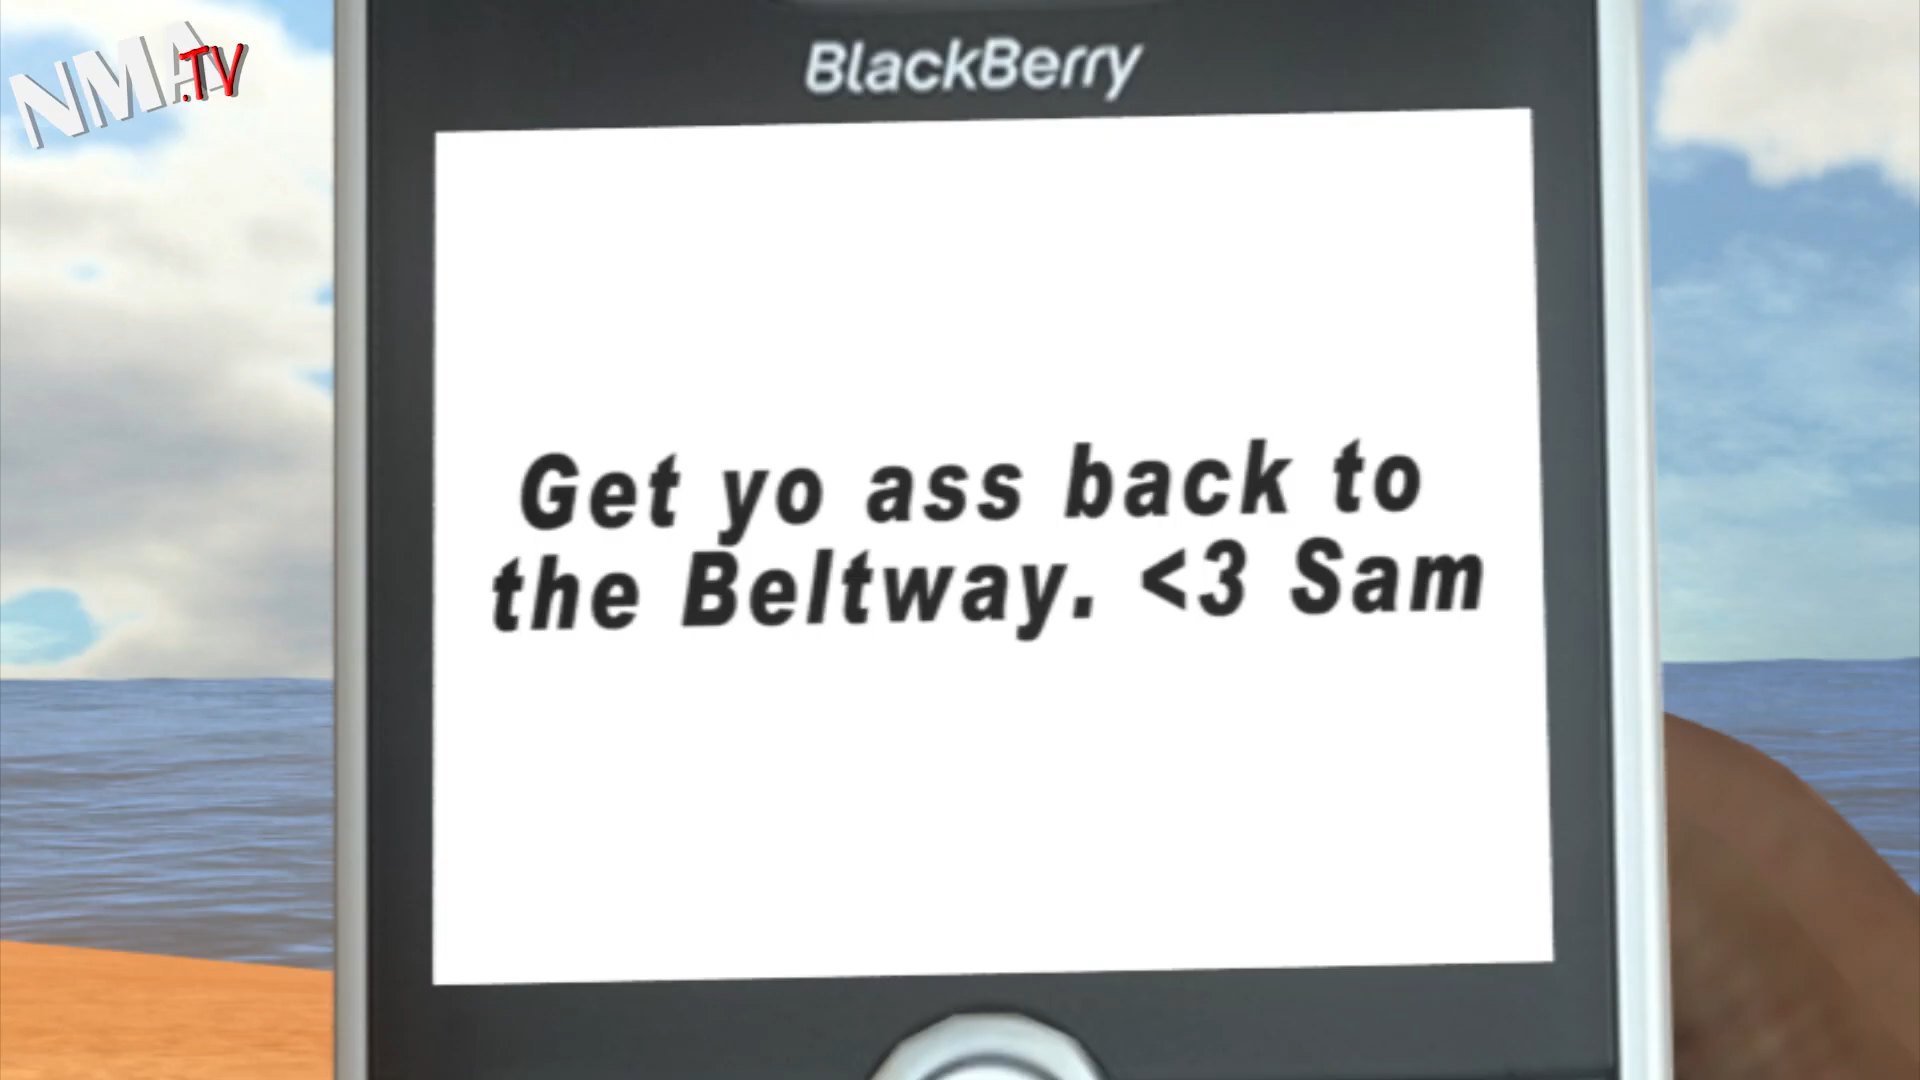 NMA.TV
BlackBerry
Get yo ass back to
the Beltway. <3 Sam